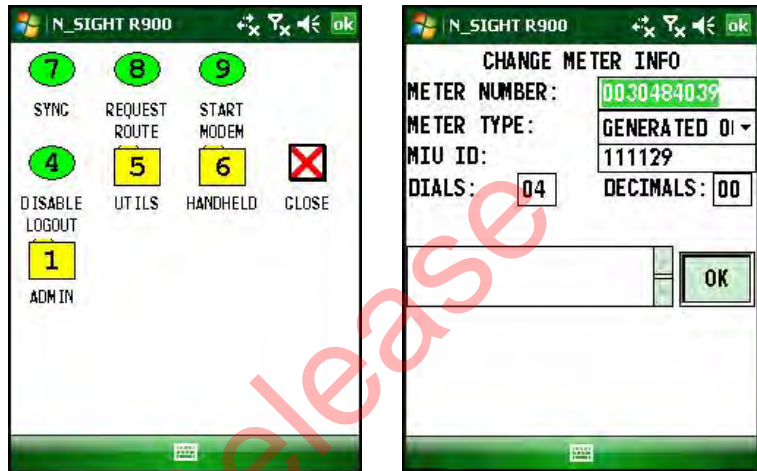 N_SIGHT R900 ok
7 8 9
SYNC REQUEST ROUTE START MODEM
4 5 6
DISABLE LOGOUT UTILS HANDHELD CLOSE
1
ADMIN
N_SIGHT R900 ok
CHANGE METER INFO
METER NUMBER: 0030484039
METER TYPE: GENERATED
MIU ID: 111129
DIALS: 04 DECIMALS: 00
OK
elease